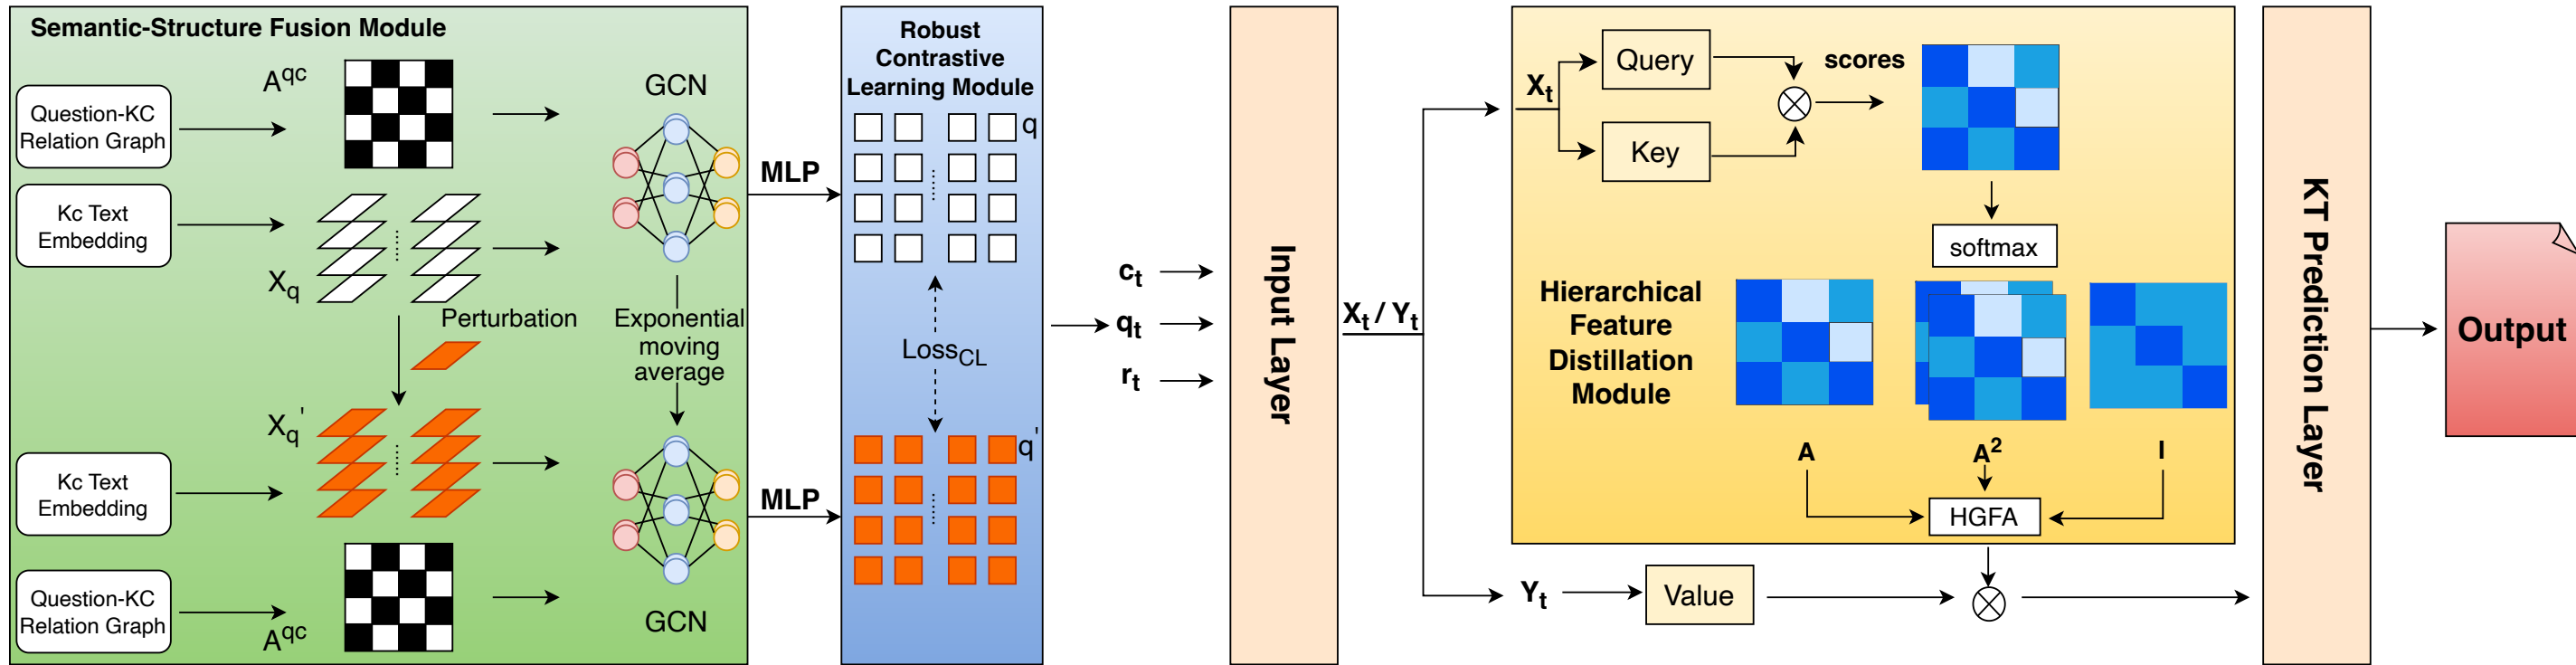 Semantic-Structure Fusion Module
Question-KC
Relation Graph
A^qc
GCN
Kc Text
Embedding
X_q
Perturbation
Exponential
moving
average
X_q'
Kc Text
Embedding
Question-KC
Relation Graph
A^qc
GCN
MLP
MLP
Robust
Contrastive
Learning Module
q
Loss_CL
q'
c_t
q_t
r_t
Input Layer
X_t / Y_t
X_t
Query
Key
scores
softmax
Hierarchical
Feature
Distillation
Module
A
A^2
I
HGFA
Y_t
Value
KT Prediction Layer
Output